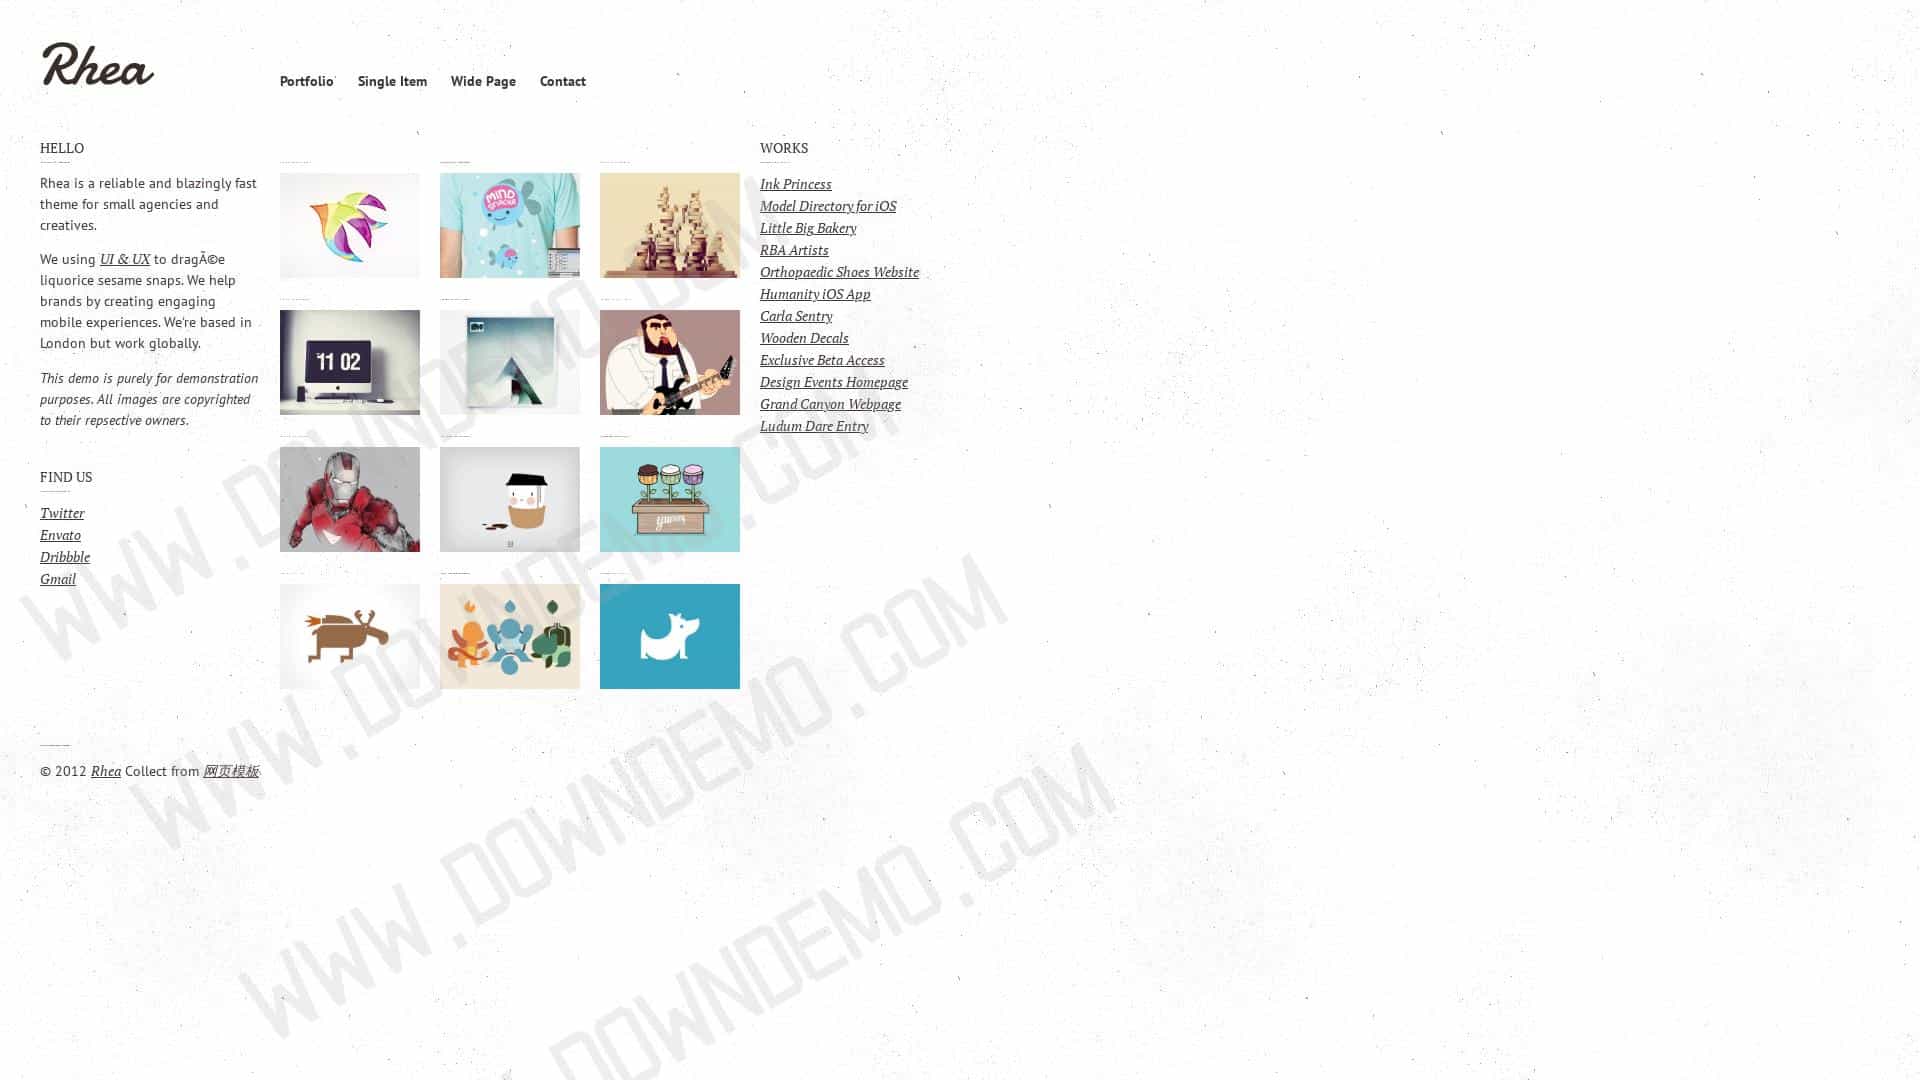 Rhea
Portfolio
Single Item
Wide Page
Contact
HELLO
Rhea is a reliable and blazingly fast
theme for small agencies and
creatives.
We using UI & UX to dragÃ©e
liquorice sesame snaps. We help
brands by creating engaging
mobile experiences. We're based in
London but work globally.
This demo is purely for demonstration
purposes. All images are copyrighted
to their repsective owners.
FIND US
Twitter
Envato
Dribbble
Gmail
MIND
SNACKS
11 02
yummy
WORKS
Ink Princess
Model Directory for iOS
Little Big Bakery
RBA Artists
Orthopaedic Shoes Website
Humanity iOS App
Carla Sentry
Wooden Decals
Exclusive Beta Access
Design Events Homepage
Grand Canyon Webpage
Ludum Dare Entry
© 2012 Rhea Collect from 网页模板
WWW.DOWNDEMO.COM
WWW.DOWNDEMO.COM
WWW.DOWNDEMO.COM
DOWNDEMO.COM